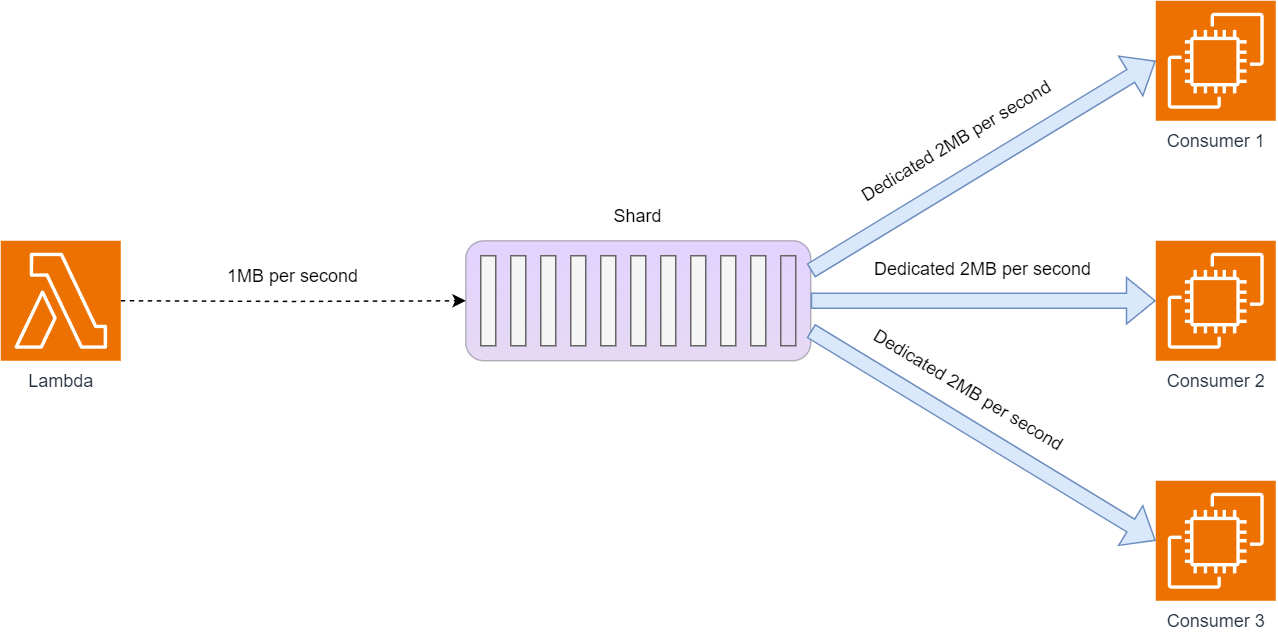 Consumer 1
Dedicated 2MB per second
Shard
1MB per second
Dedicated 2MB per second
Lambda
Consumer 2
Dedicated 2MB per second
Consumer 3